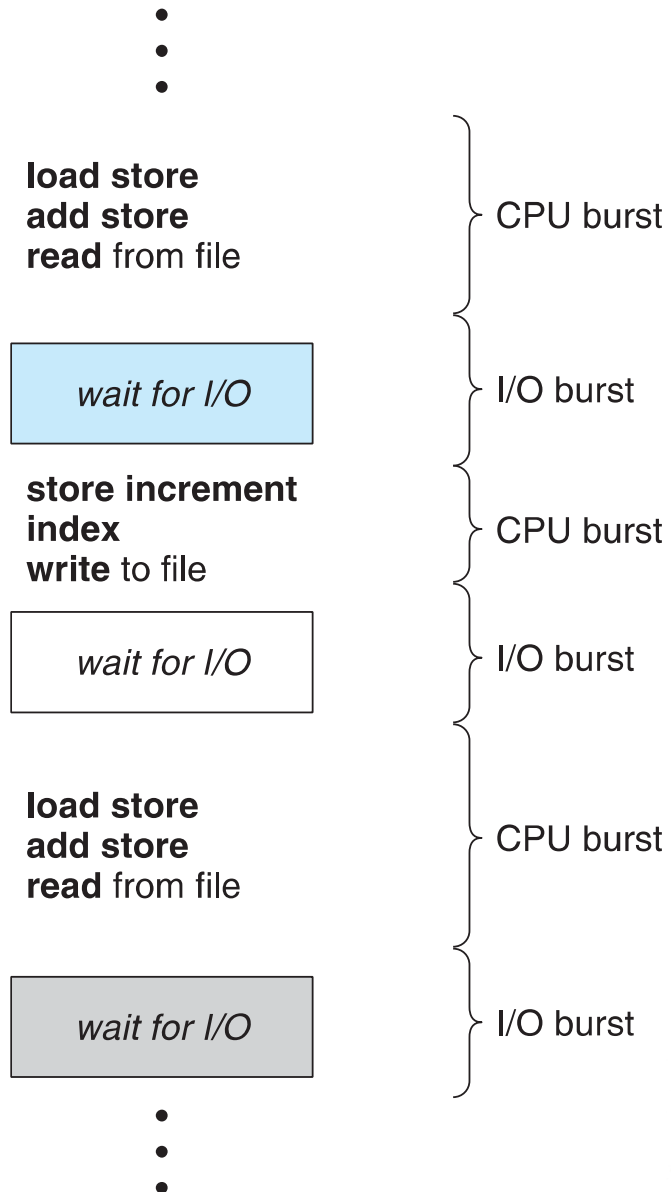 load store
add store
read from file
CPU burst
wait for I/O
I/O burst
store increment
index
write to file
CPU burst
wait for I/O
I/O burst
load store
add store
read from file
CPU burst
wait for I/O
I/O burst